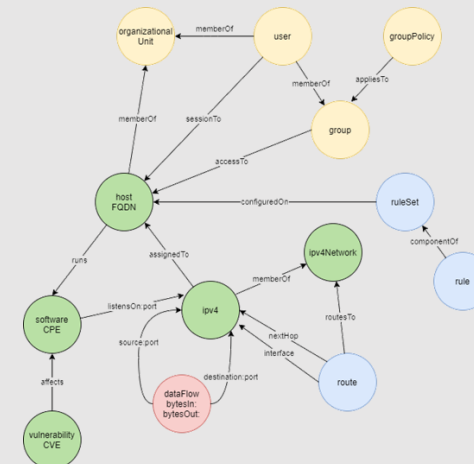 organizational
Unit
memberOf
user
groupPolicy
memberOf
appliesTo
memberOf
sessionTo
group
accessTo
host
FQDN
configuredOn
ruleSet
componentOf
rule
runs
assignedTo
ipv4Network
memberOf
software
CPE
listensOn:port
ipv4
routesTo
nextHop
interface
source:port
destination:port
affects
dataFlow
bytesIn:
bytesOut:
route
vulnerability
CVE